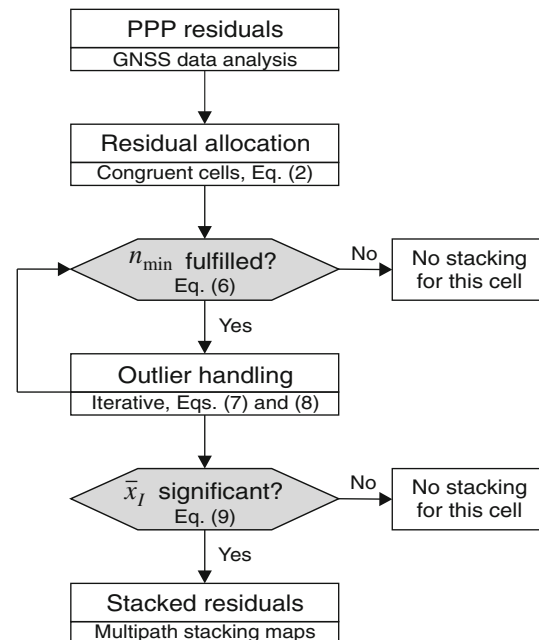 PPP residuals
GNSS data analysis
Residual allocation
Congruent cells, Eq. (2)
n_min fulfilled?
Eq. (6)
No
No stacking
for this cell
Yes
Outlier handling
Iterative, Eqs. (7) and (8)
x̄_I significant?
Eq. (9)
No
No stacking
for this cell
Yes
Stacked residuals
Multipath stacking maps